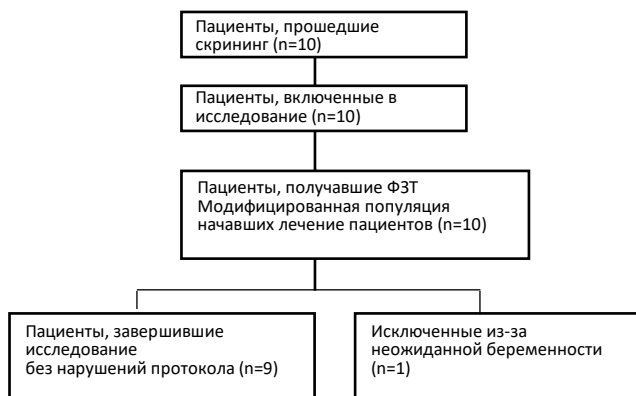 Пациенты, прошедшие
скрининг (n=10)
Пациенты, включенные в
исследование (n=10)
Пациенты, получавшие ФЗТ
Модифицированная популяция
начавших лечение пациентов (n=10)
Пациенты, завершившие
исследование
без нарушений протокола (n=9)
Исключенные из-за
неожиданной беременности
(n=1)